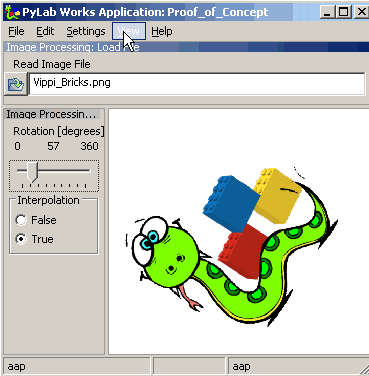 PyLab Works Application: Proof_of_Concept
File Edit Settings View Help
Image Processing: Load File
Read Image File
Vippi_Bricks.png
Image Processin...
Rotation [degrees]
0 57 360
Interpolation
False
True
aap aap